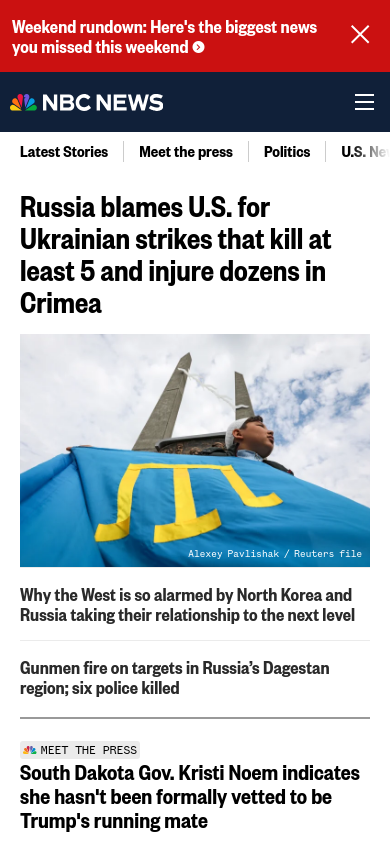 Weekend rundown: Here's the biggest news
you missed this weekend
NBC NEWS
Latest Stories
Meet the press
Politics
U.S. Ne
Russia blames U.S. for
Ukrainian strikes that kill at
least 5 and injure dozens in
Crimea
Alexey Pavlishak / Reuters file
Why the West is so alarmed by North Korea and
Russia taking their relationship to the next level
Gunmen fire on targets in Russia’s Dagestan
region; six police killed
MEET THE PRESS
South Dakota Gov. Kristi Noem indicates
she hasn't been formally vetted to be
Trump's running mate